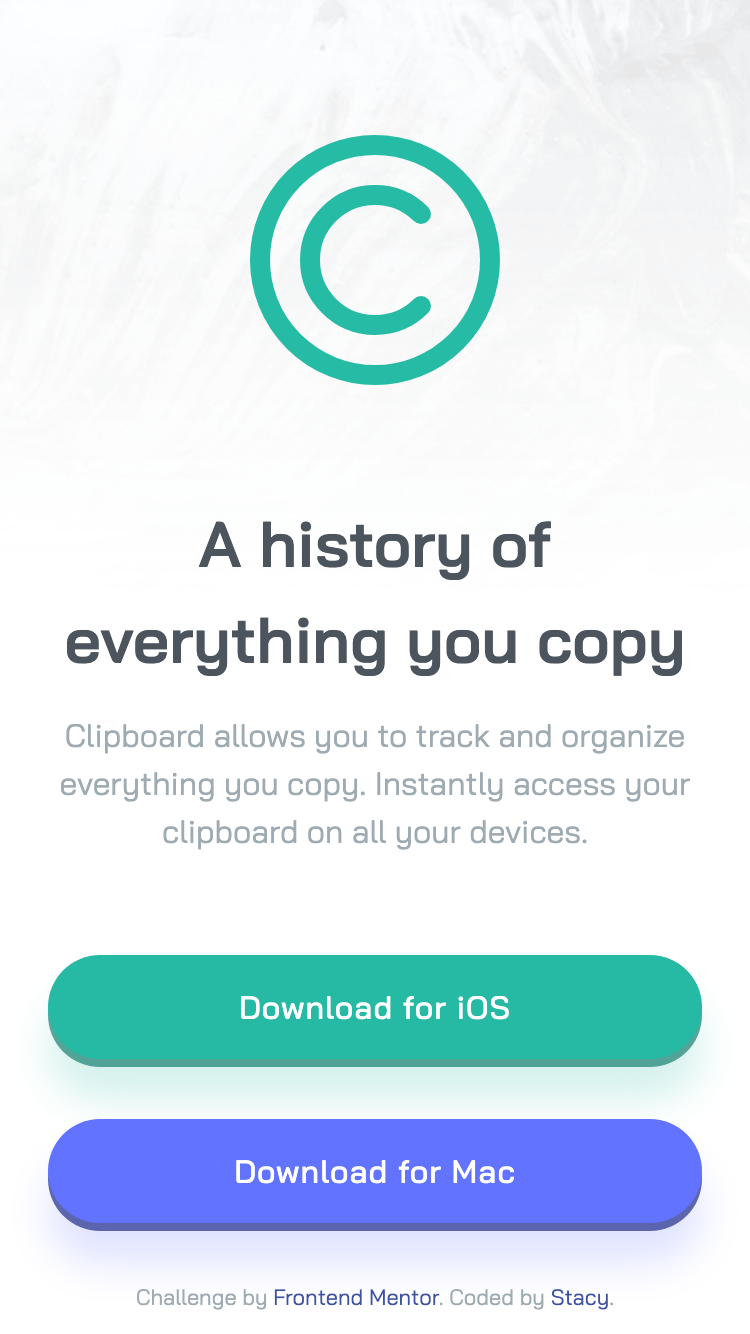 A history of
everything you copy
Clipboard allows you to track and organize
everything you copy. Instantly access your
clipboard on all your devices.
Download for iOS
Download for Mac
Challenge by Frontend Mentor. Coded by Stacy.